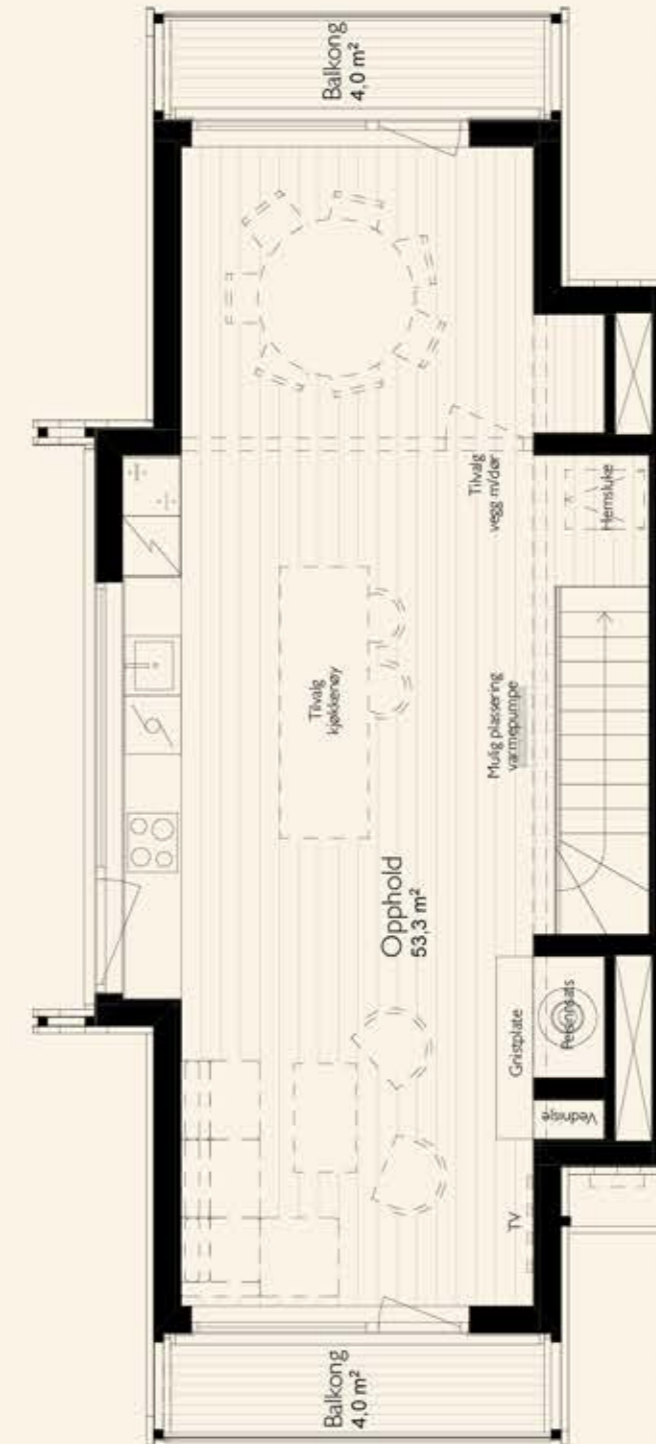 Balkong
4,0 m²
Tilvalg
vegg m/dør
Hemsluke
Tilvalg
kjøkkenøy
Mulig plassering
varmepumpe
Opphold
53,3 m²
Gnistplate
Peisinnsats
Vednisje
TV
Balkong
4,0 m²